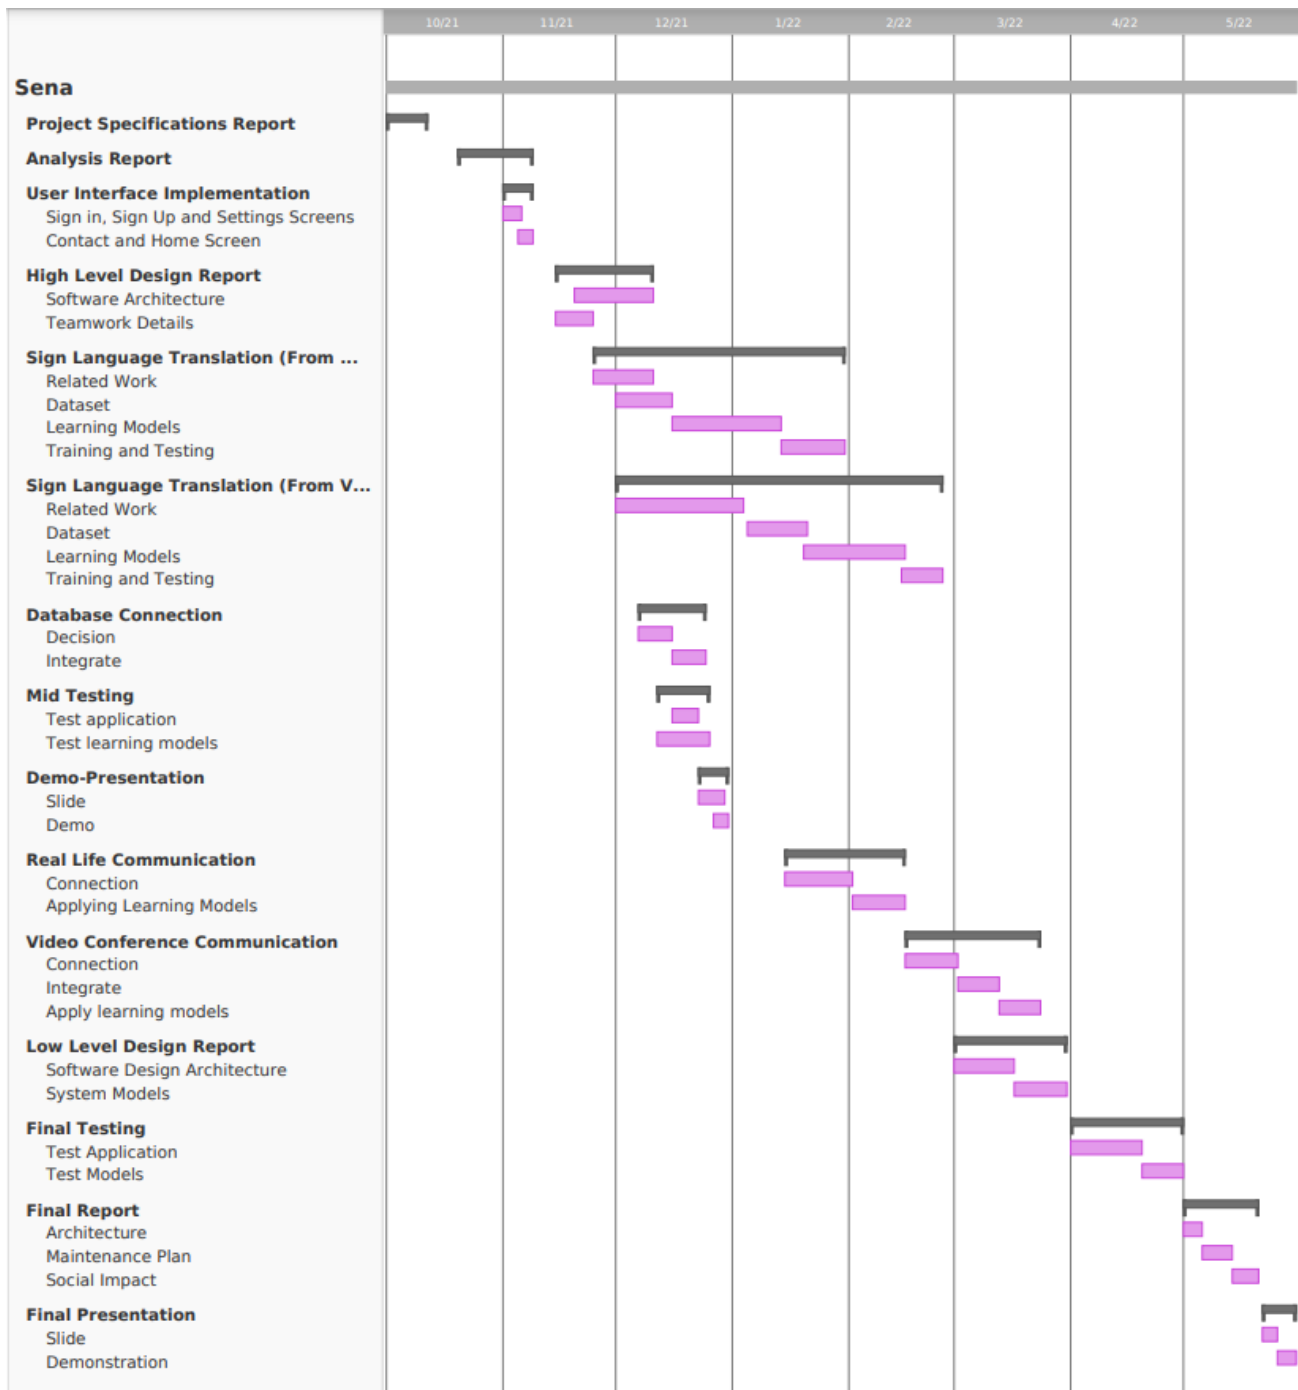 10/21 11/21 12/21 1/22 2/22 3/22 4/22 5/22
Sena
Project Specifications Report
Analysis Report
User Interface Implementation
Sign in, Sign Up and Settings Screens
Contact and Home Screen
High Level Design Report
Software Architecture
Teamwork Details
Sign Language Translation (From ...
Related Work
Dataset
Learning Models
Training and Testing
Sign Language Translation (From V...
Related Work
Dataset
Learning Models
Training and Testing
Database Connection
Decision
Integrate
Mid Testing
Test application
Test learning models
Demo-Presentation
Slide
Demo
Real Life Communication
Connection
Applying Learning Models
Video Conference Communication
Connection
Integrate
Apply learning models
Low Level Design Report
Software Design Architecture
System Models
Final Testing
Test Application
Test Models
Final Report
Architecture
Maintenance Plan
Social Impact
Final Presentation
Slide
Demonstration